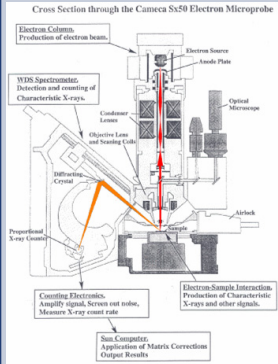 Cross Section through the Cameca Sx50 Electron Microprobe
Electron Column.
Production of electron beam.
Electron Source
Anode Plate
WDS Spectrometer.
Detection and counting of
Characteristic X-rays.
Condenser
Lenses
Optical
Microscope
Objective Lens
and Scanning Coils
Diffracting
Crystal
Airlock
Proportional
X-ray Counter
Sample
Electron-Sample Interaction.
Production of Characteristic
X-rays and other signals.
Counting Electronics.
Amplify signal, Screen out noise,
Measure X-ray count rate
Sun Computer.
Application of Matrix Corrections
Output Results